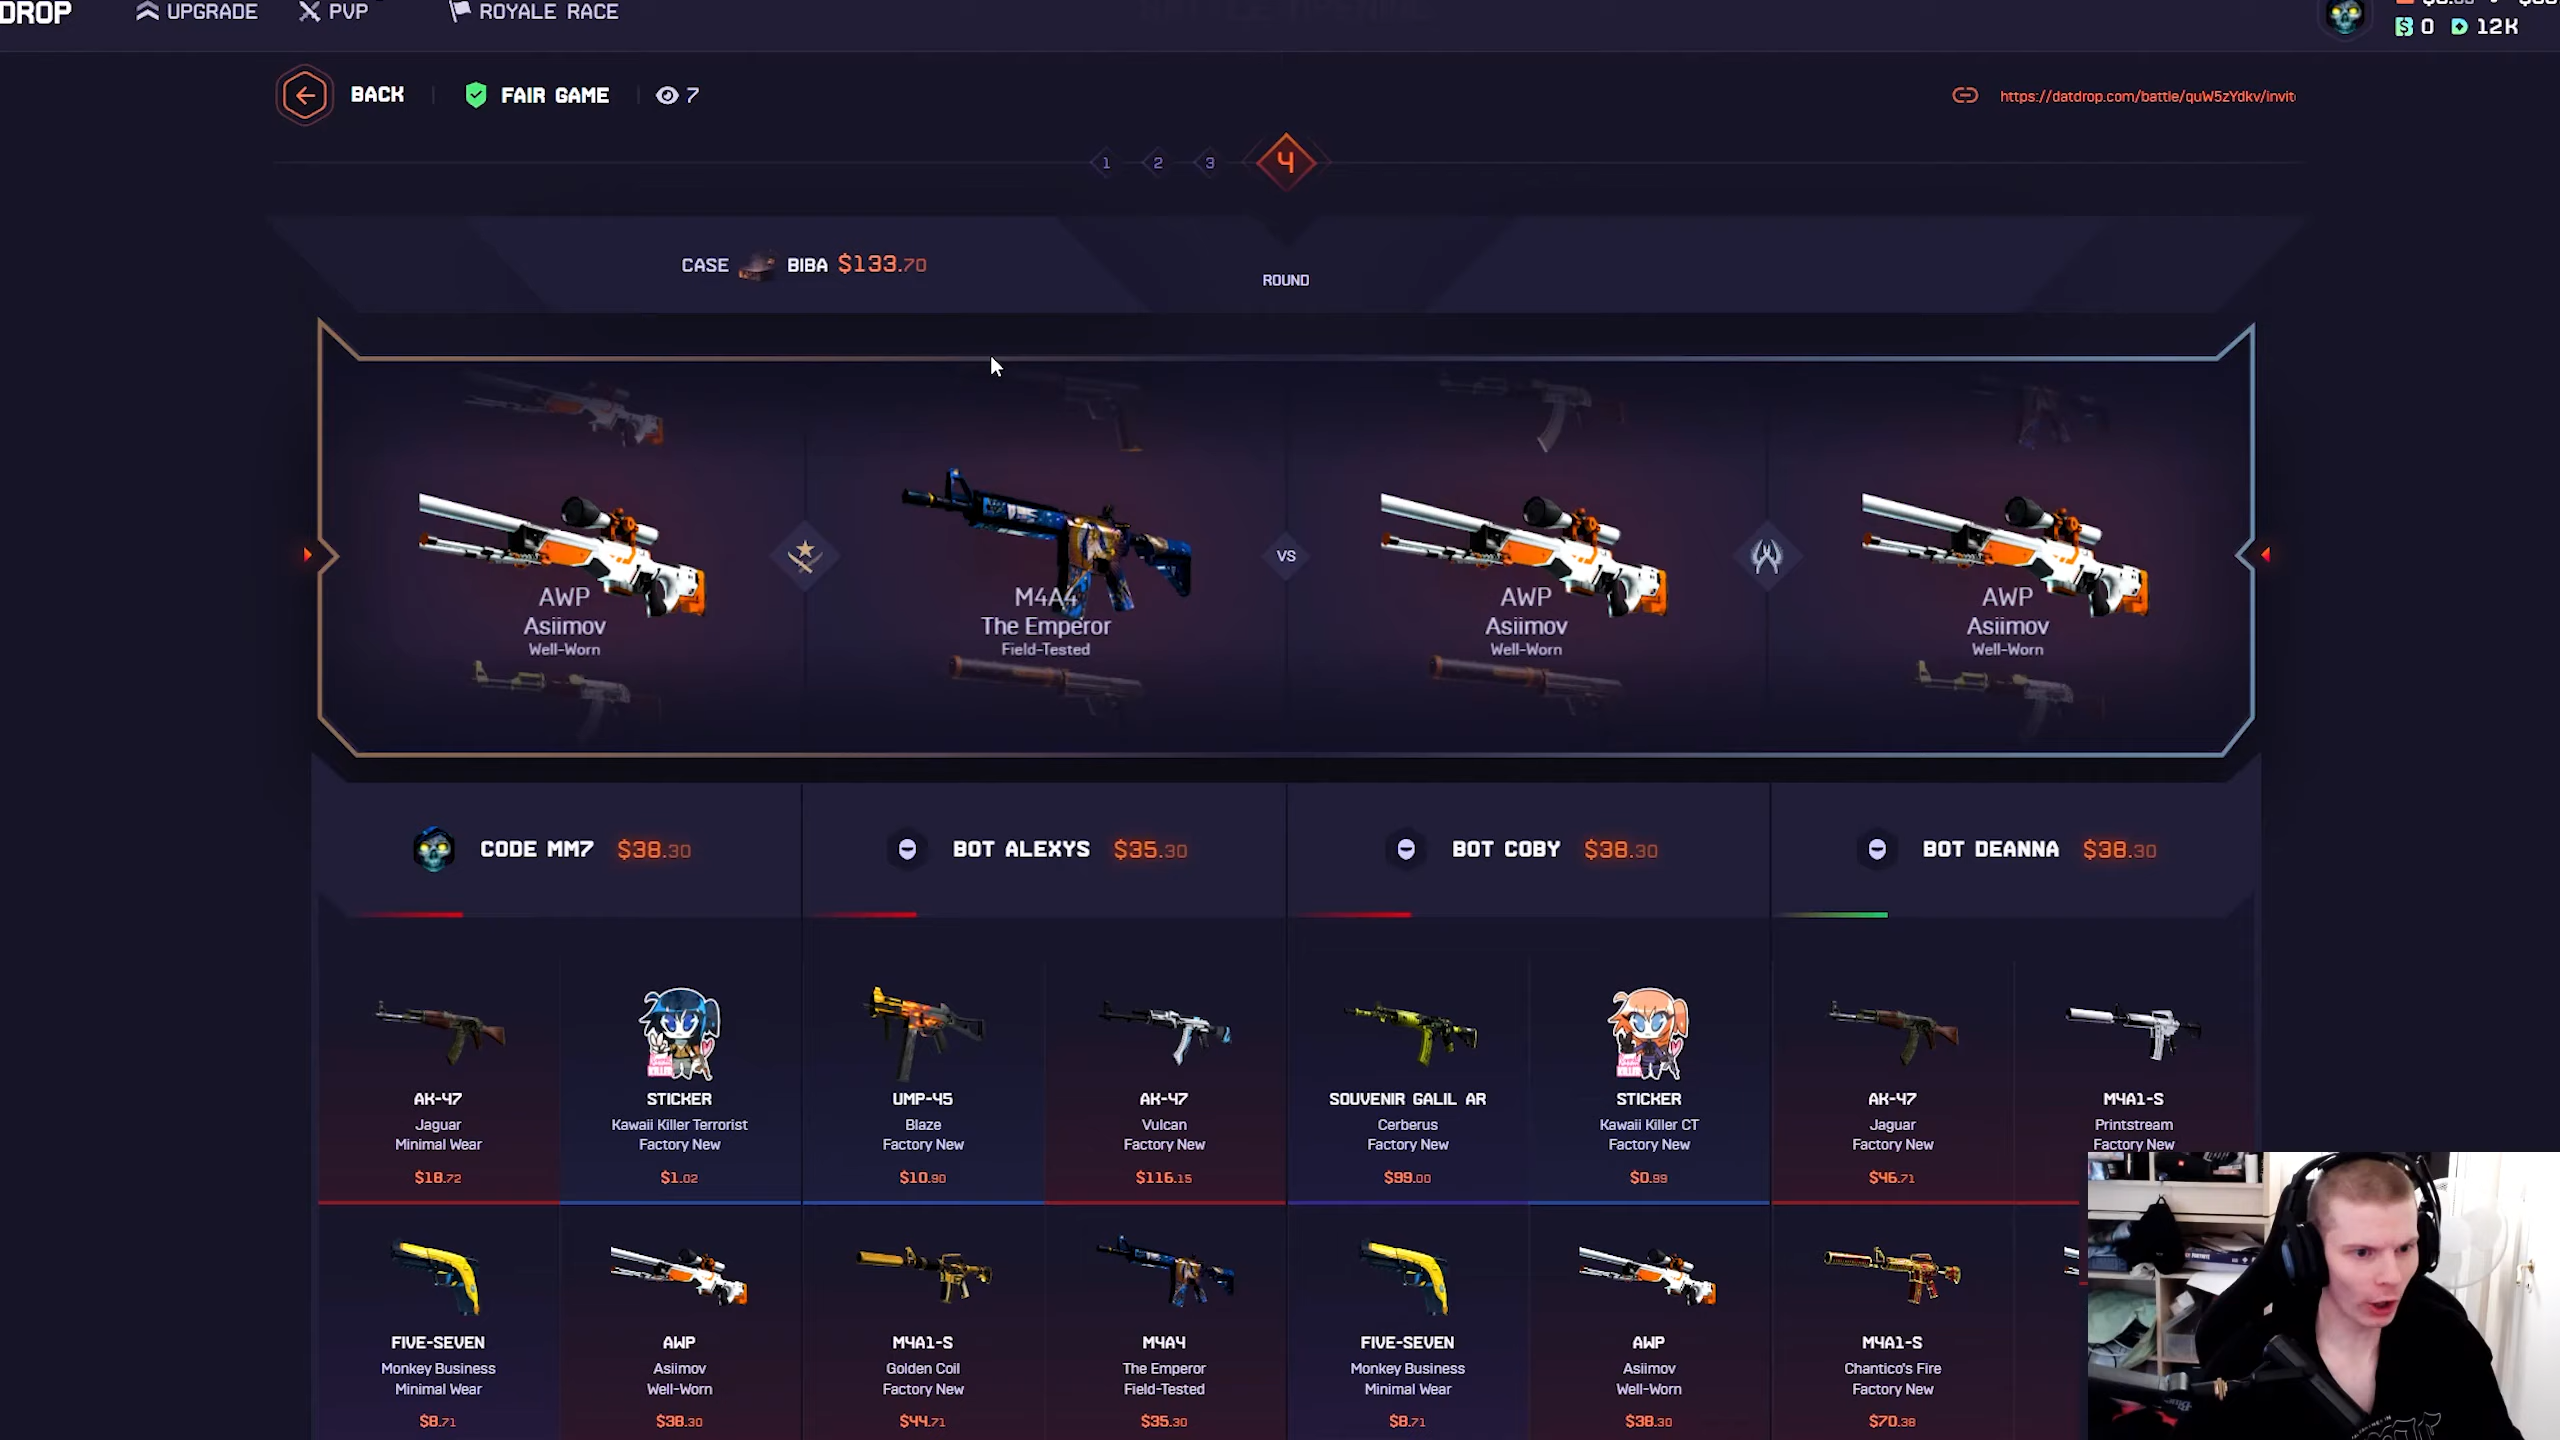 DROP
UPGRADE
PVP
ROYALE RACE
0
12K
BACK
FAIR GAME
7
https://datdrop.com/battle/quW5zYdkv/invit
1
2
3
4
CASE BIBA $133.70
ROUND
AWP
Asiimov
Well-Worn
M4A4
The Emperor
Field-Tested
VS
AWP
Asiimov
Well-Worn
AWP
Asiimov
Well-Worn
CODE MM7 $38.30
BOT ALEXYS $35.30
BOT COBY $38.30
BOT DEANNA $38.30
AK-47
Jaguar
Minimal Wear
$18.72
STICKER
Kawaii Killer Terrorist
Factory New
$1.02
UMP-45
Blaze
Factory New
$10.90
AK-47
Vulcan
Factory New
$116.15
SOUVENIR GALIL AR
Cerberus
Factory New
$99.00
STICKER
Kawaii Killer CT
Factory New
$0.99
AK-47
Jaguar
Factory New
$46.71
M4A1-S
Printstream
Factory New
FIVE-SEVEN
Monkey Business
Minimal Wear
$8.71
AWP
Asiimov
Well-Worn
$38.30
M4A1-S
Golden Coil
Factory New
$44.71
M4A4
The Emperor
Field-Tested
$35.30
FIVE-SEVEN
Monkey Business
Minimal Wear
$8.71
AWP
Asiimov
Well-Worn
$38.30
M4A1-S
Chantico's Fire
Factory New
$70.38